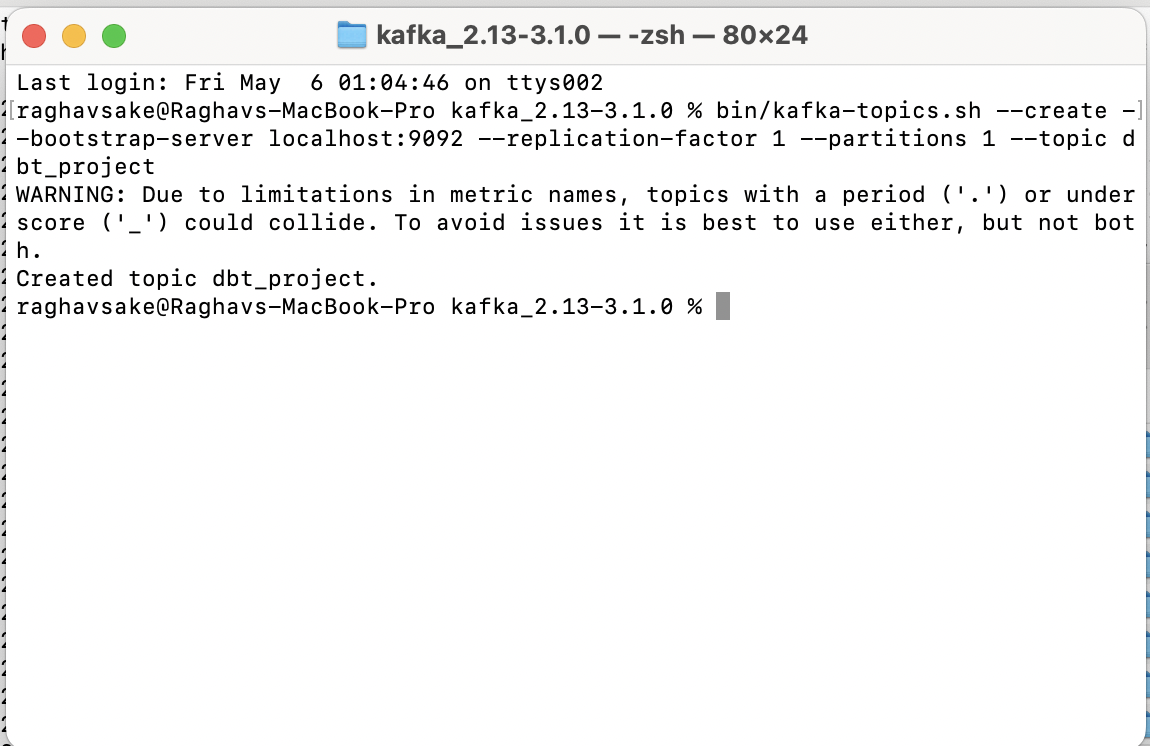 kafka_2.13-3.1.0 — -zsh — 80×24
Last login: Fri May  6 01:04:46 on ttys002
[raghavsake@Raghavs-MacBook-Pro kafka_2.13-3.1.0 % bin/kafka-topics.sh --create -]
-bootstrap-server localhost:9092 --replication-factor 1 --partitions 1 --topic d
bt_project
WARNING: Due to limitations in metric names, topics with a period ('.') or under
score ('_') could collide. To avoid issues it is best to use either, but not bot
h.
Created topic dbt_project.
raghavsake@Raghavs-MacBook-Pro kafka_2.13-3.1.0 %